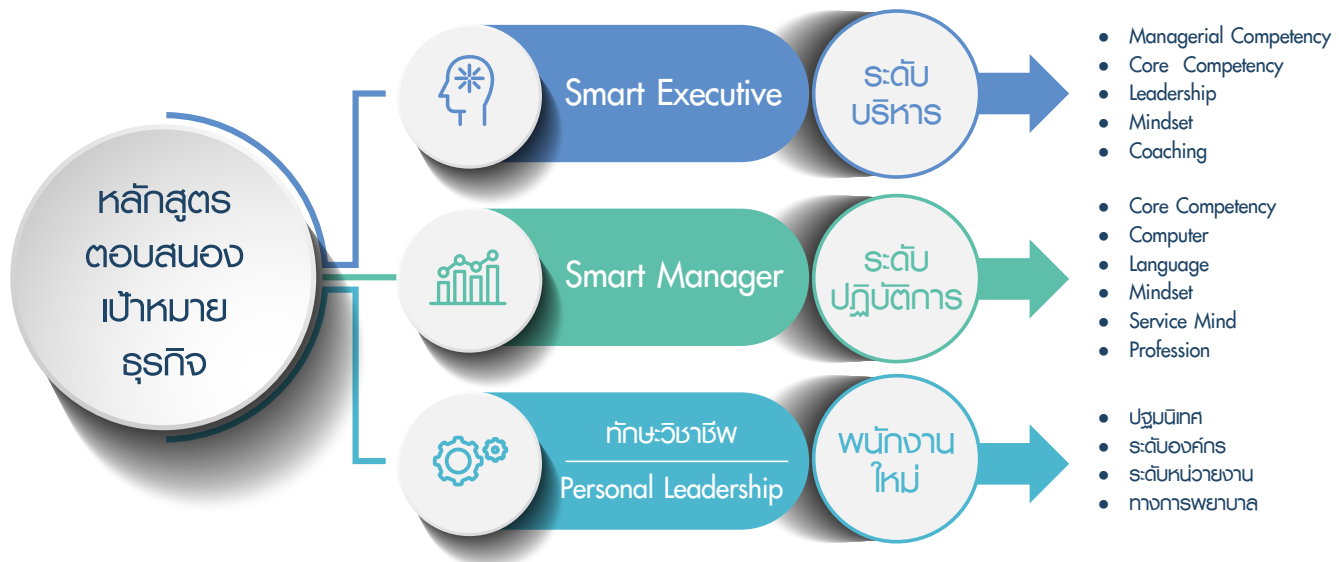 หลักสูตร
ตอบสนอง
เป้าหมาย
ธุรกิจ
Smart Executive
ระดับ
บริหาร
● Managerial Competency
● Core Competency
● Leadership
● Mindset
● Coaching
Smart Manager
ระดับ
ปฏิบัติการ
● Core Competency
● Computer
● Language
● Mindset
● Service Mind
● Profession
ทักษะวิชาชีพ
Personal Leadership
พนักงาน
ใหม่
● ปฐมนิเทศ
● ระดับองค์กร
● ระดับหน่วายงาน
● ทางการพยาบาล